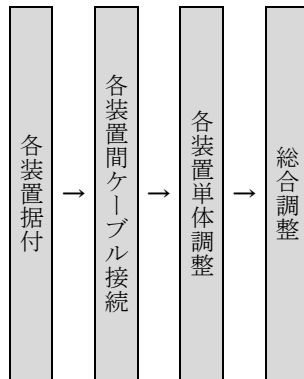 各装置据付
→
各装置間ケーブル接続
→
各装置単体調整
→
総合調整